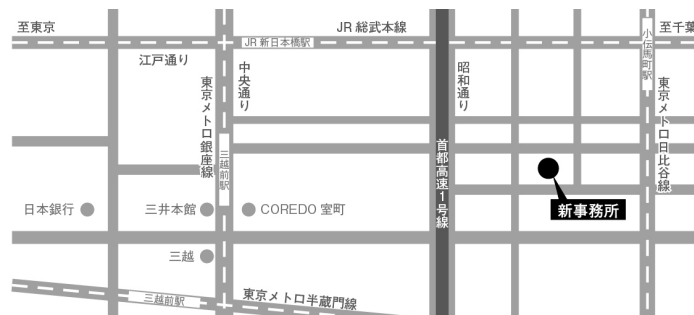 至東京
JR 総武本線
至千葉
JR 新日本橋駅
江戸通り
東京メトロ銀座線
中央通り
昭和通り
小伝馬町駅
東京メトロ日比谷線
三越前駅
首都高速1号線
日本銀行
三井本館
COREDO 室町
新事務所
三越
三越前駅
東京メトロ半蔵門線